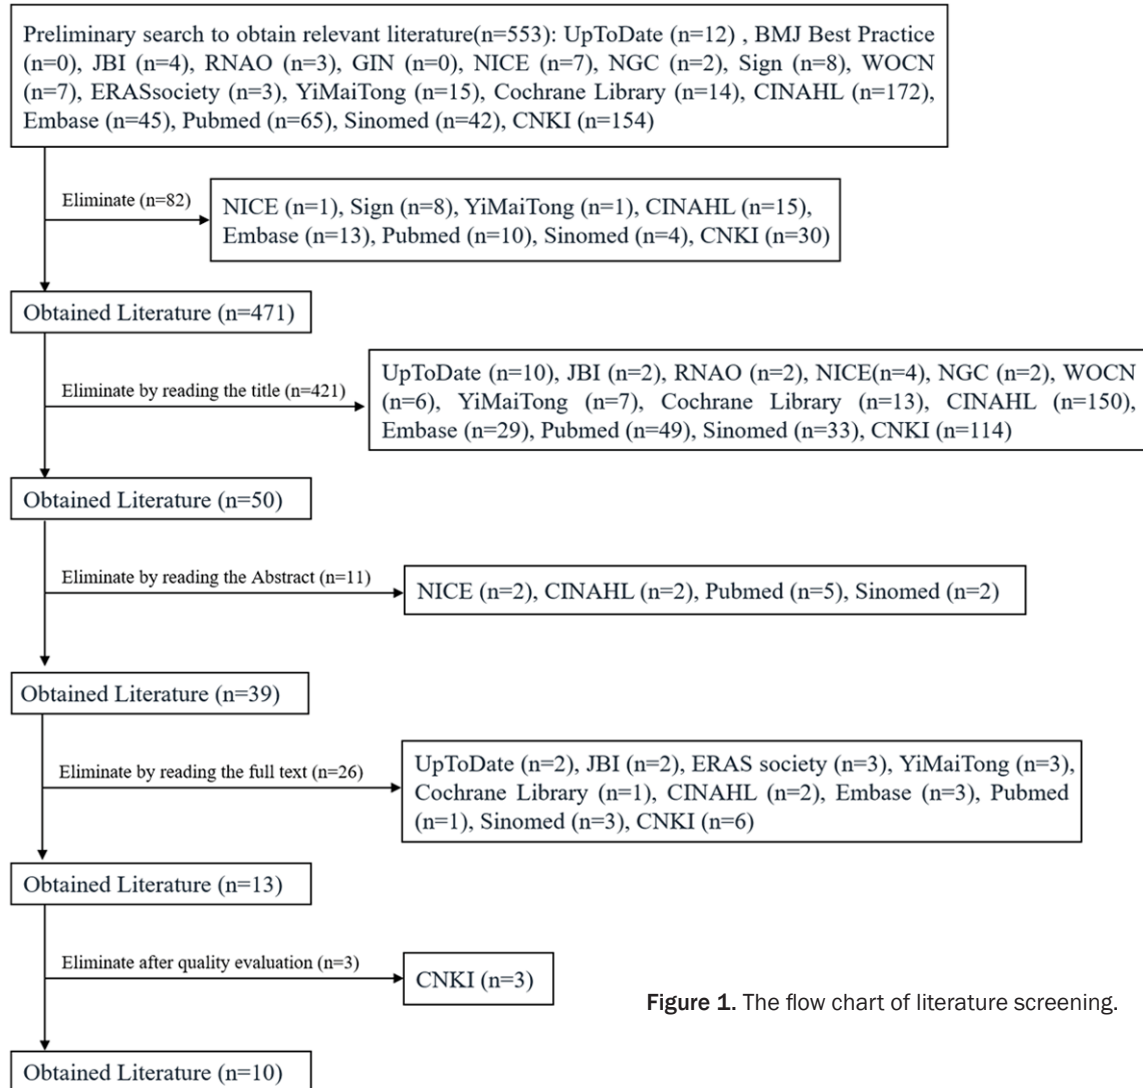 Preliminary search to obtain relevant literature(n=553): UpToDate (n=12) , BMJ Best Practice
(n=0), JBI (n=4), RNAO (n=3), GIN (n=0), NICE (n=7), NGC (n=2), Sign (n=8), WOCN
(n=7), ERASsociety (n=3), YiMaiTong (n=15), Cochrane Library (n=14), CINAHL (n=172),
Embase (n=45), Pubmed (n=65), Sinomed (n=42), CNKI (n=154)
Eliminate (n=82)
NICE (n=1), Sign (n=8), YiMaiTong (n=1), CINAHL (n=15),
Embase (n=13), Pubmed (n=10), Sinomed (n=4), CNKI (n=30)
Obtained Literature (n=471)
Eliminate by reading the title (n=421)
UpToDate (n=10), JBI (n=2), RNAO (n=2), NICE(n=4), NGC (n=2), WOCN
(n=6), YiMaiTong (n=7), Cochrane Library (n=13), CINAHL (n=150),
Embase (n=29), Pubmed (n=49), Sinomed (n=33), CNKI (n=114)
Obtained Literature (n=50)
Eliminate by reading the Abstract (n=11)
NICE (n=2), CINAHL (n=2), Pubmed (n=5), Sinomed (n=2)
Obtained Literature (n=39)
Eliminate by reading the full text (n=26)
UpToDate (n=2), JBI (n=2), ERAS society (n=3), YiMaiTong (n=3),
Cochrane Library (n=1), CINAHL (n=2), Embase (n=3), Pubmed
(n=1), Sinomed (n=3), CNKI (n=6)
Obtained Literature (n=13)
Eliminate after quality evaluation (n=3)
CNKI (n=3)
Figure 1. The flow chart of literature screening.
Obtained Literature (n=10)